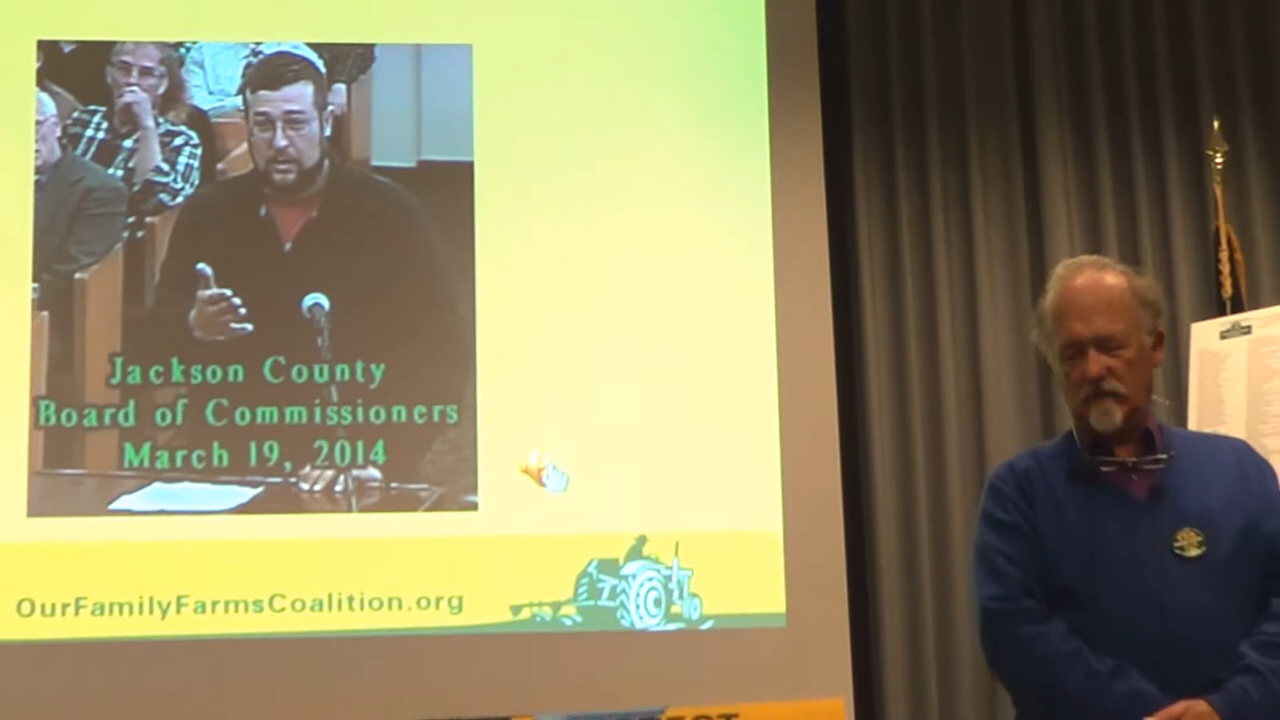 Jackson County
Board of Commissioners
March 19, 2014
OurFamilyFarmsCoalition.org